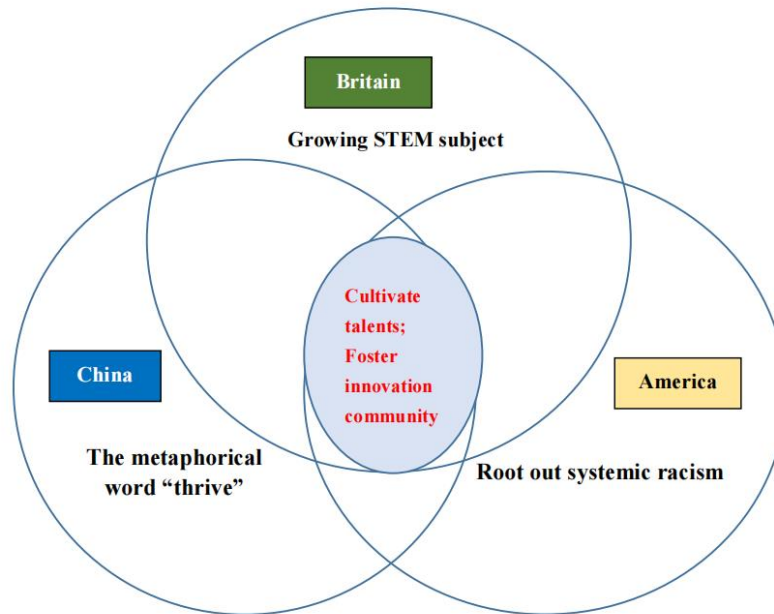 Britain
Growing STEM subject
Cultivate
talents;
Foster
innovation
community
China
America
The metaphorical
word “thrive”
Root out systemic racism